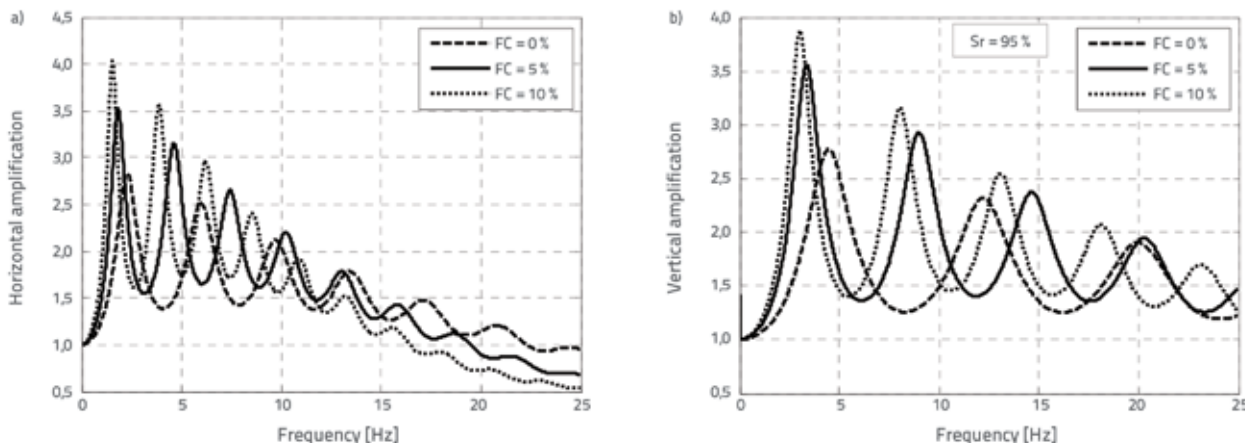 a)
4,5
4,0
3,5
3,0
2,5
2,0
1,5
1,0
0,5
Horizontal amplification
FC = 0 %
FC = 5 %
FC = 10 %
0 5 10 15 20 25
Frequency [Hz]
b)
4,0
3,5
3,0
2,5
2,0
1,5
1,0
0,5
Vertical amplification
Sr = 95 %
FC = 0 %
FC = 5 %
FC = 10 %
0 5 10 15 20 25
Frequency [Hz]